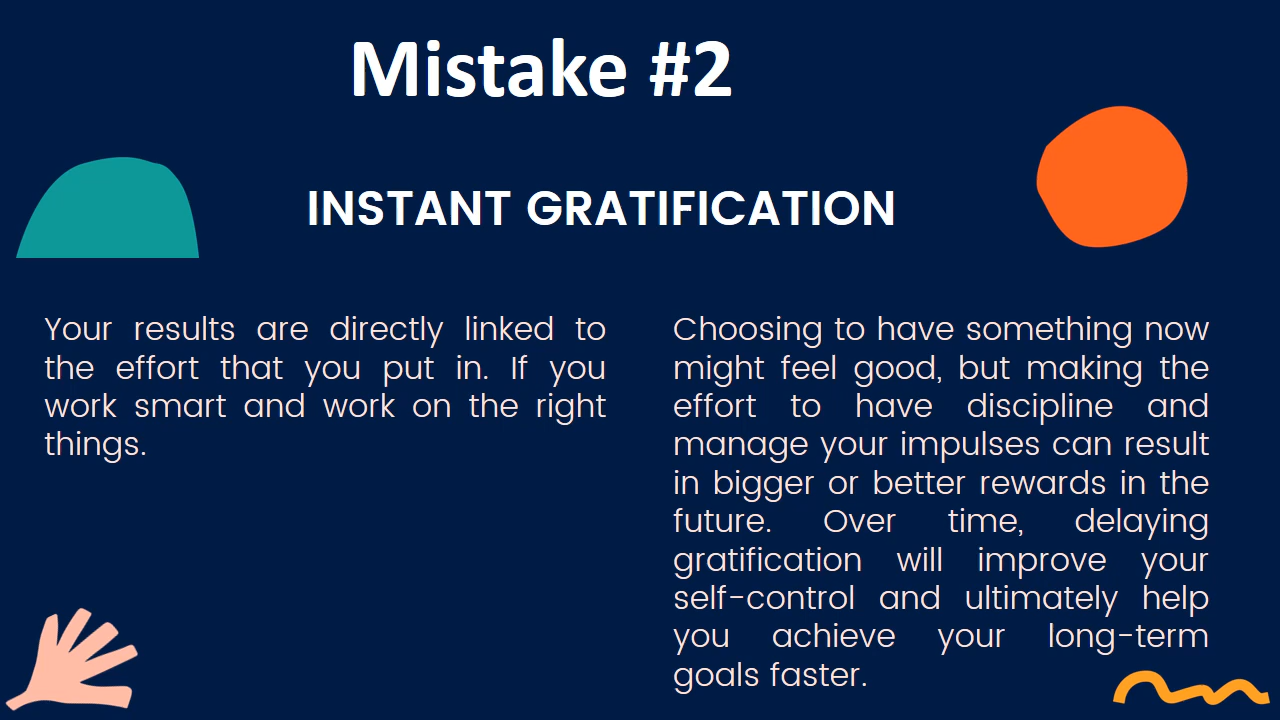 Mistake #2
INSTANT GRATIFICATION
Your results are directly linked to
the effort that you put in. If you
work smart and work on the right
things.
Choosing to have something now
might feel good, but making the
effort to have discipline and
manage your impulses can result
in bigger or better rewards in the
future. Over time, delaying
gratification will improve your
self-control and ultimately help
you achieve your long-term
goals faster.